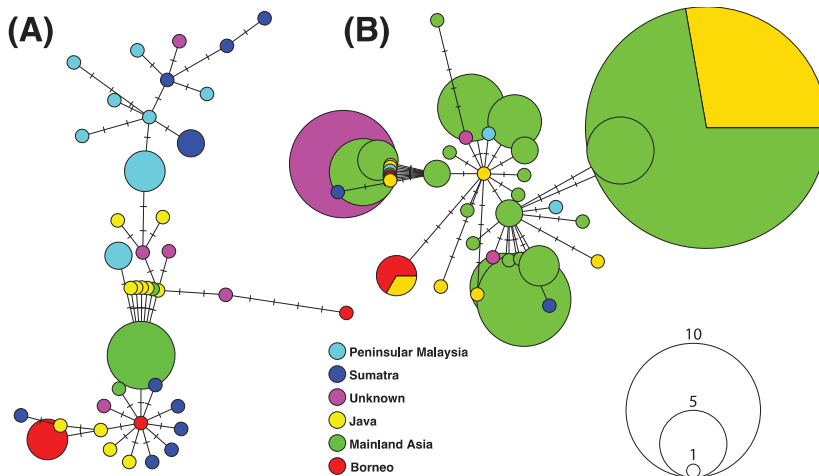 (A)
(B)
Peninsular Malaysia
Sumatra
Unknown
Java
Mainland Asia
Borneo
10
5
1